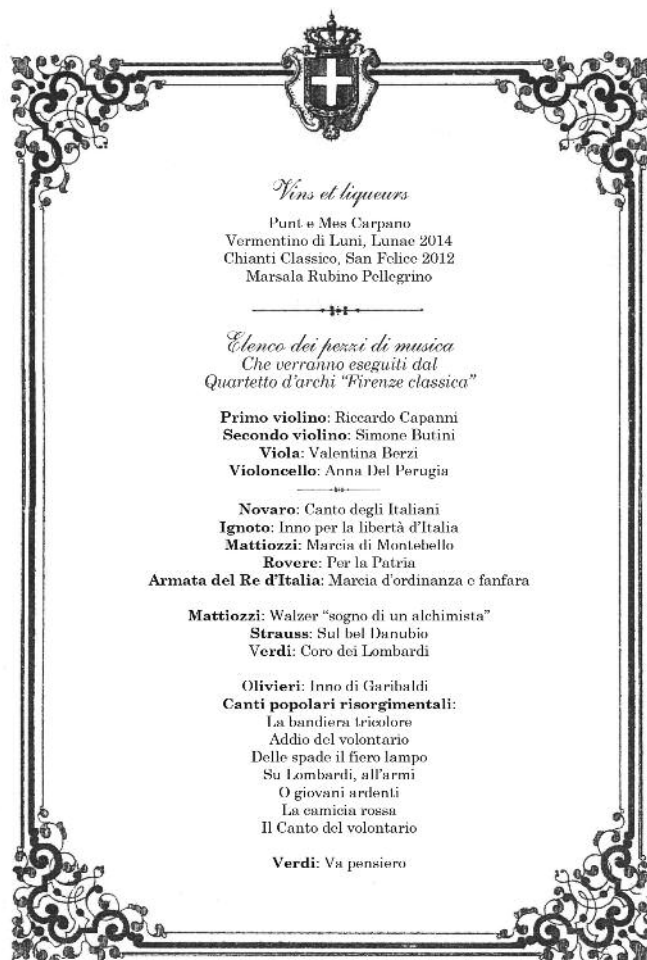 Vins et liqueurs
Punt e Mes Carpano
Vermentino di Luni, Lunae 2014
Chianti Classico, San Felice 2012
Marsala Rubino Pellegrino
Elenco dei pezzi di musica
Che verranno eseguiti dal
Quartetto d'archi "Firenze classica"
Primo violino: Riccardo Capanni
Secondo violino: Simone Butini
Viola: Valentina Berzi
Violoncello: Anna Del Perugia
Novaro: Canto degli Italiani
Ignoto: Inno per la libertà d'Italia
Mattiozzi: Marcia di Montebello
Rovere: Per la Patria
Armata del Re d'Italia: Marcia d'ordinanza e fanfara
Mattiozzi: Walzer "sogno di un alchimista"
Strauss: Sul bel Danubio
Verdi: Coro dei Lombardi
Olivieri: Inno di Garibaldi
Canti popolari risorgimentali:
La bandiera tricolore
Addio del volontario
Delle spade il fiero lampo
Su Lombardi, all'armi
O giovani ardenti
La camicia rossa
Il Canto del volontario
Verdi: Va pensiero